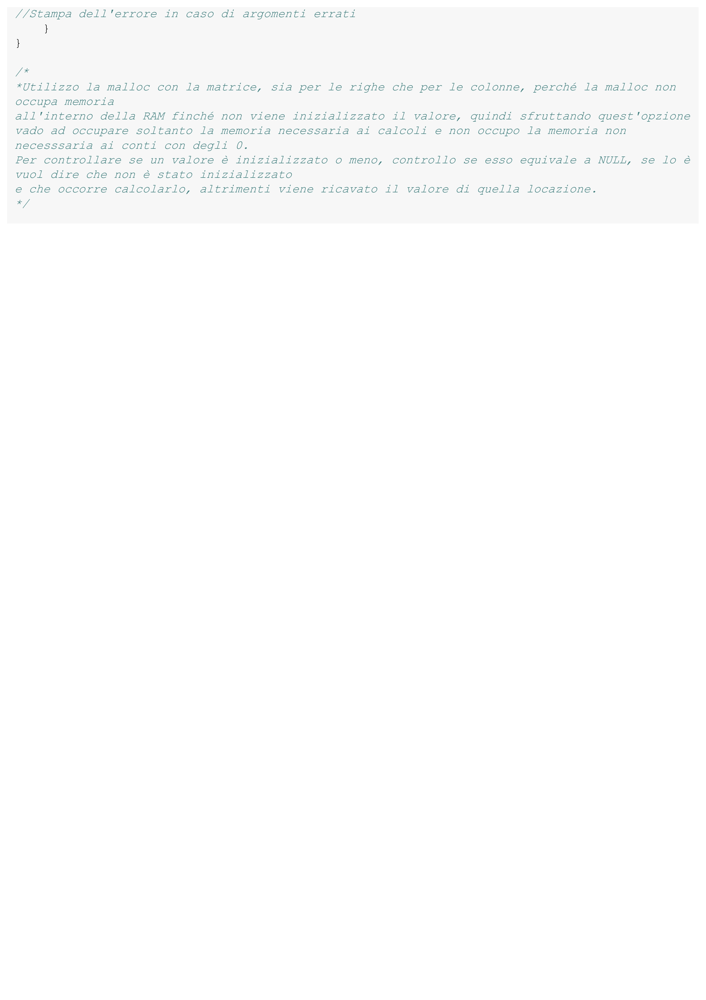 //Stampa dell'errore in caso di argomenti errati
    }
}
/*
*Utilizzo la malloc con la matrice, sia per le righe che per le colonne, perché la malloc non
occupa memoria
all'interno della RAM finché non viene inizializzato il valore, quindi sfruttando quest'opzione
vado ad occupare soltanto la memoria necessaria ai calcoli e non occupo la memoria non
necesssaria ai conti con degli 0.
Per controllare se un valore è inizializzato o meno, controllo se esso equivale a NULL, se lo è
vuol dire che non è stato inizializzato
e che occorre calcolarlo, altrimenti viene ricavato il valore di quella locazione.
*/